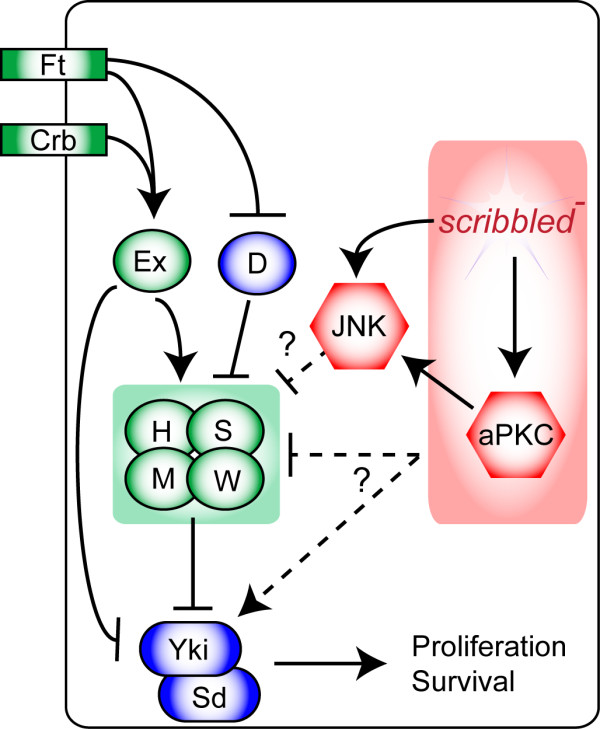 Ft
Crb
scribbled-
Ex
D
JNK
?
H
S
aPKC
M
W
?
Yki
Sd
Proliferation
Survival